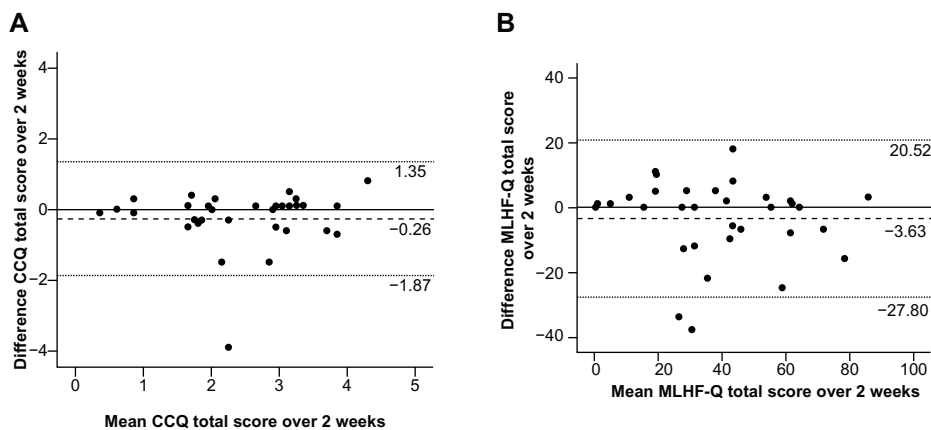 A
Difference CCQ total score over 2 weeks
4
2
0
−2
−4
1.35
−0.26
−1.87
0 1 2 3 4 5
Mean CCQ total score over 2 weeks
B
Difference MLHF-Q total score
over 2 weeks
40
20
0
−20
−40
20.52
−3.63
−27.80
0 20 40 60 80 100
Mean MLHF-Q total score over 2 weeks